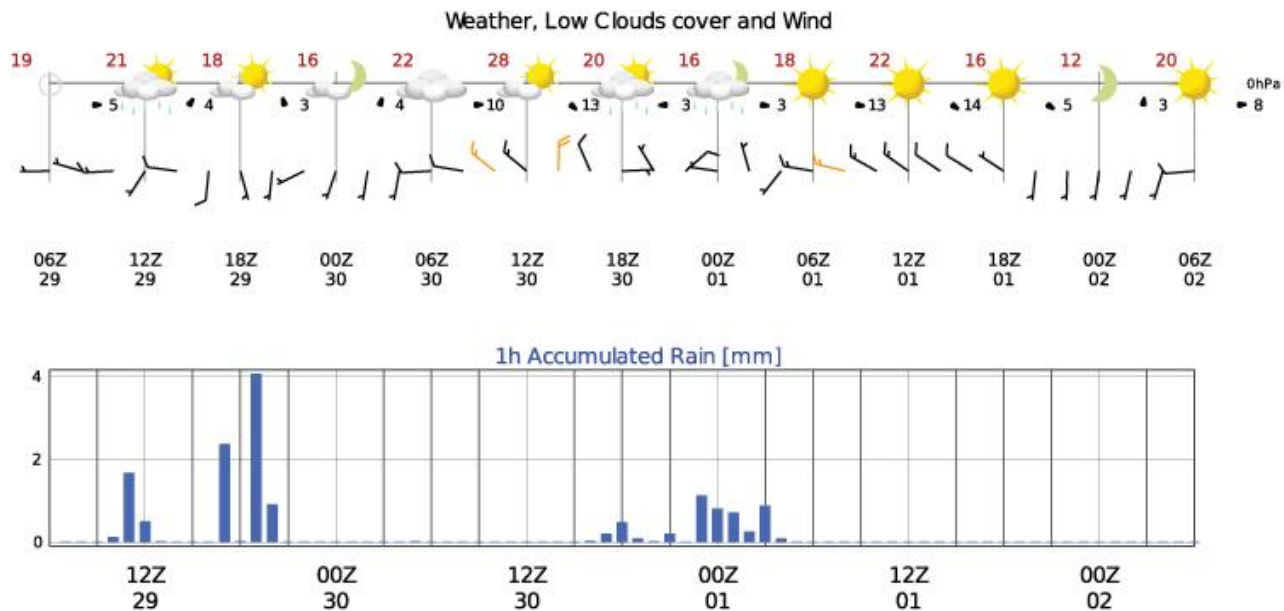 Weather, Low Clouds cover and Wind
19 21 18 16 22 28 20 16 18 22 16 12 20
0hPa
5 4 3 4 10 13 3 3 13 14 5 3 8
06Z 12Z 18Z 00Z 06Z 12Z 18Z 00Z 06Z 12Z 18Z 00Z 06Z
29 29 29 30 30 30 30 01 01 01 01 02 02
1h Accumulated Rain [mm]
4
2
0
12Z 00Z 12Z 00Z 12Z 00Z
29 30 30 01 01 02